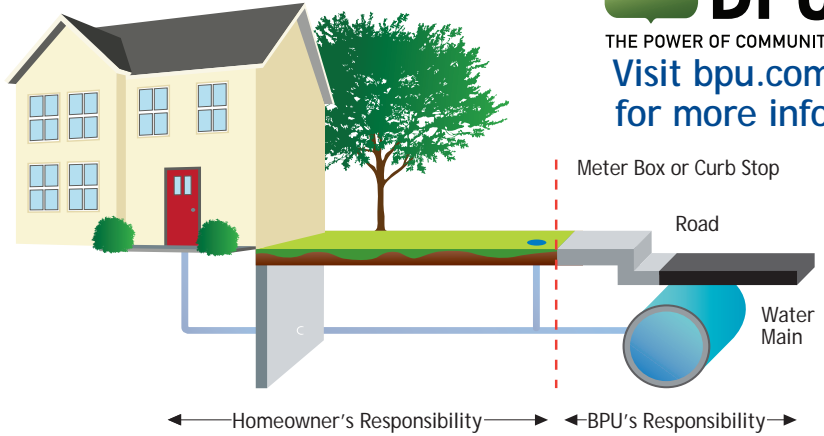 THE POWER OF COMMUNIT
Visit bpu.com
for more info
Meter Box or Curb Stop
Road
Water
Main
Homeowner's Responsibility
BPU's Responsibility